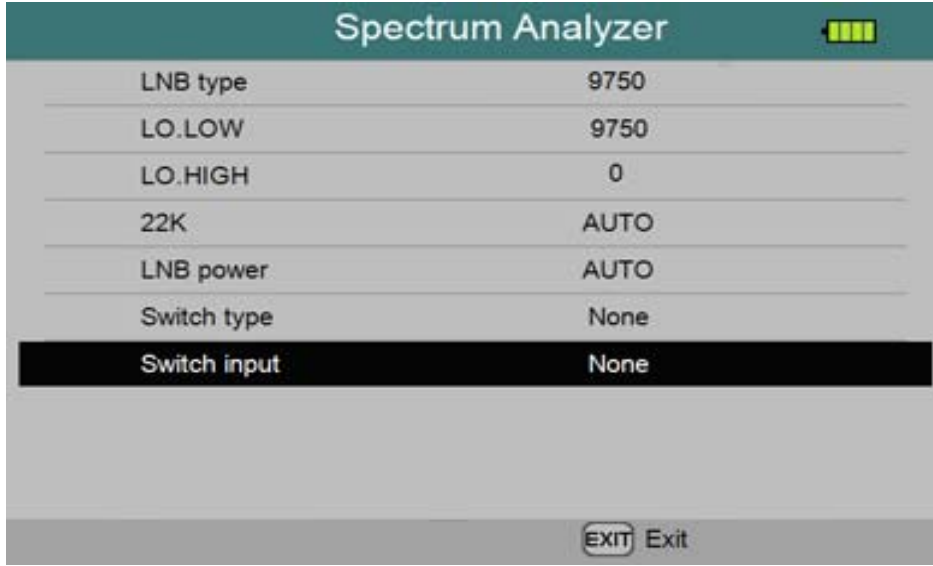 Spectrum Analyzer
LNB type 9750
LO.LOW 9750
LO.HIGH 0
22K AUTO
LNB power AUTO
Switch type None
Switch input None
EXIT Exit